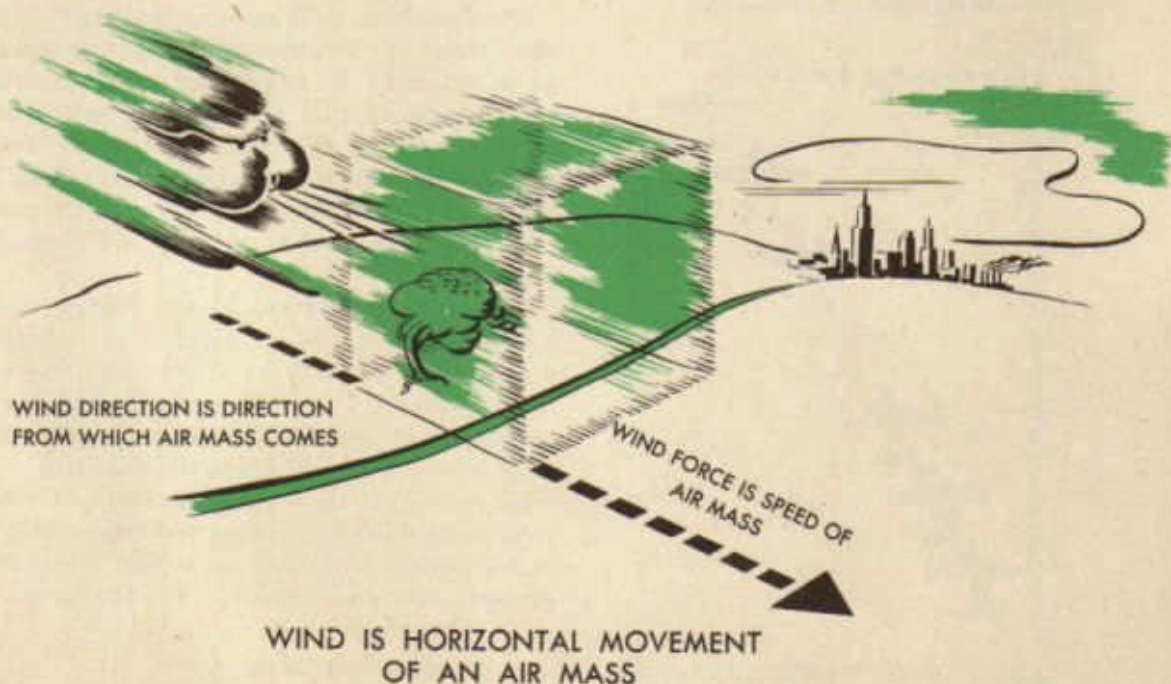 WIND DIRECTION IS DIRECTION
FROM WHICH AIR MASS COMES
WIND FORCE IS SPEED OF
AIR MASS
WIND IS HORIZONTAL MOVEMENT
OF AN AIR MASS